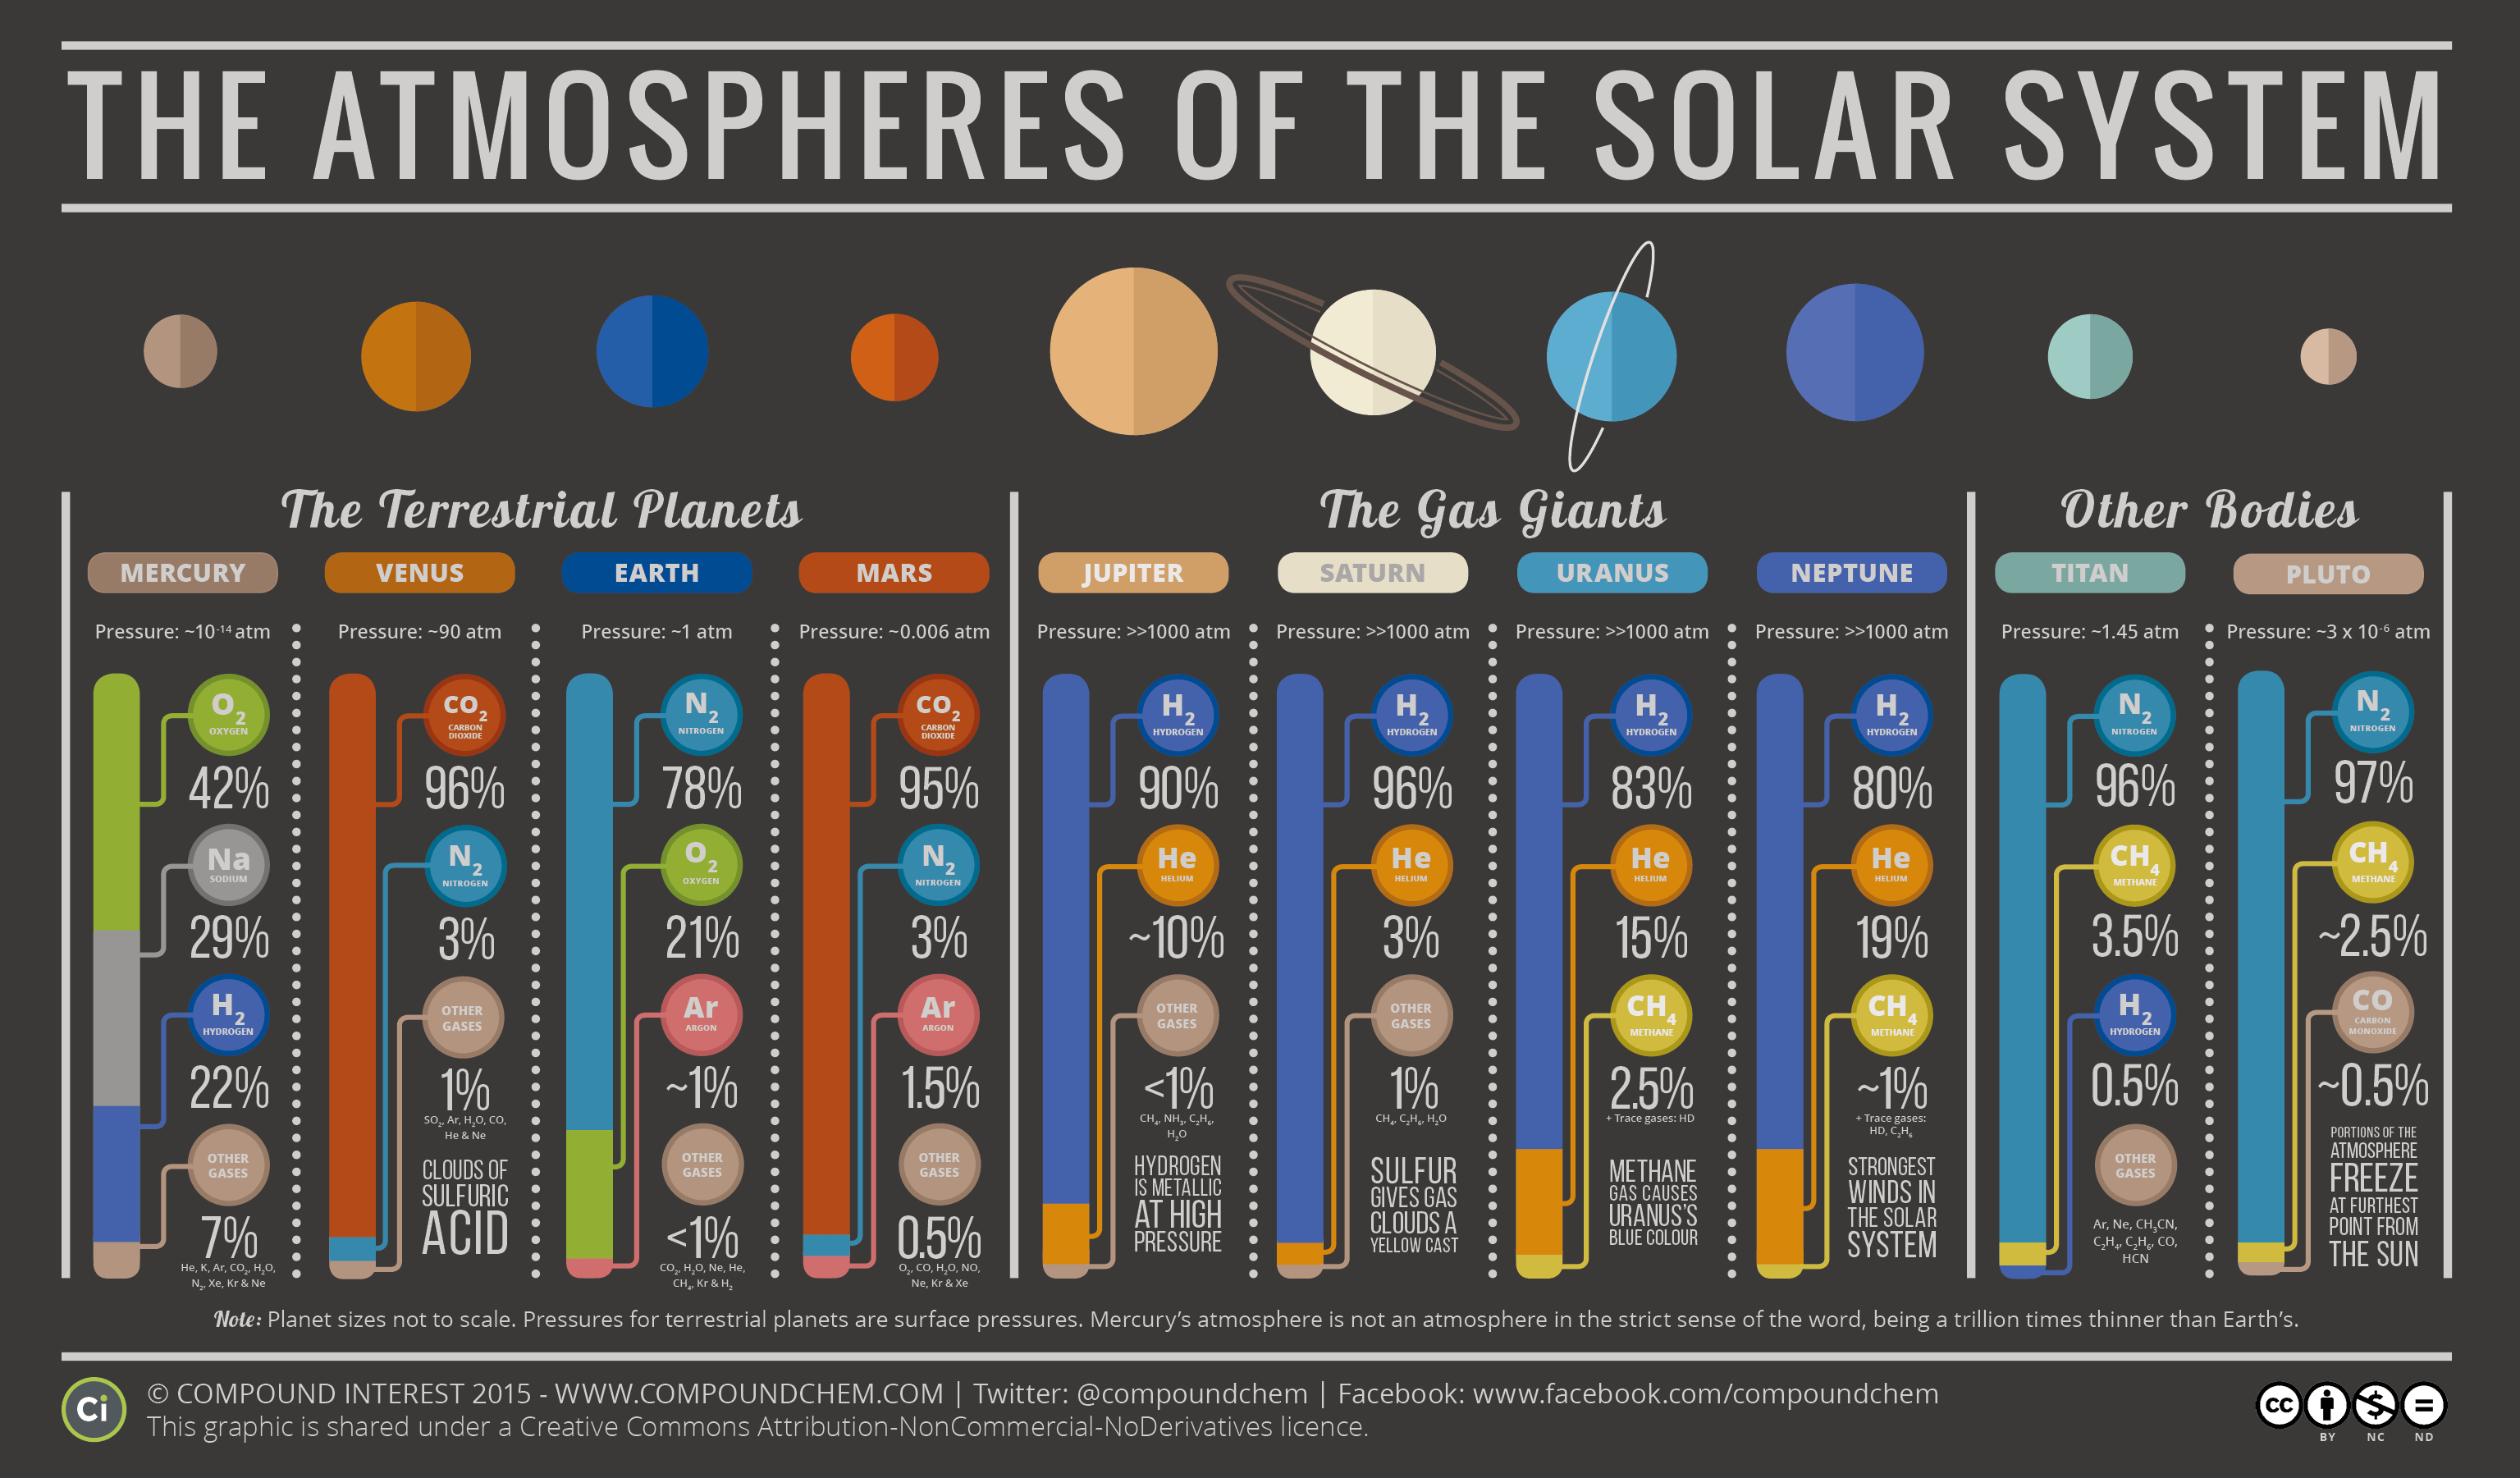 THE ATMOSPHERES OF THE SOLAR SYSTEM
The Terrestrial Planets
MERCURY
Pressure: ~10⁻¹⁴ atm
O₂
OXYGEN
42%
Na
SODIUM
29%
H₂
HYDROGEN
22%
OTHER
GASES
7%
He, K, Ar, CO₂, H₂O,
N₂, Xe, Kr & Ne
VENUS
Pressure: ~90 atm
CO₂
CARBON
DIOXIDE
96%
N₂
NITROGEN
3%
OTHER
GASES
1%
SO₂, Ar, H₂O, CO,
He & Ne
CLOUDS OF
SULFURIC
ACID
EARTH
Pressure: ~1 atm
N₂
NITROGEN
78%
O₂
OXYGEN
21%
Ar
ARGON
~1%
OTHER
GASES
<1%
CO₂, H₂O, Ne, He,
CH₄, Kr & H₂
MARS
Pressure: ~0.006 atm
CO₂
CARBON
DIOXIDE
95%
N₂
NITROGEN
3%
Ar
ARGON
1.5%
OTHER
GASES
0.5%
O₂, CO, H₂O, NO,
Ne, Kr & Xe
The Gas Giants
JUPITER
Pressure: >>1000 atm
H₂
HYDROGEN
90%
He
HELIUM
~10%
OTHER
GASES
<1%
CH₄, NH₃, C₂H₆,
H₂O
HYDROGEN
IS METALLIC
AT HIGH
PRESSURE
SATURN
Pressure: >>1000 atm
H₂
HYDROGEN
96%
He
HELIUM
3%
OTHER
GASES
1%
CH₄, C₂H₆, H₂O
SULFUR
GIVES GAS
CLOUDS A
YELLOW CAST
URANUS
Pressure: >>1000 atm
H₂
HYDROGEN
83%
He
HELIUM
15%
CH₄
METHANE
2.5%
+ Trace gases: HD
METHANE
GAS CAUSES
URANUS'S
BLUE COLOUR
NEPTUNE
Pressure: >>1000 atm
H₂
HYDROGEN
80%
He
HELIUM
19%
CH₄
METHANE
~1%
+ Trace gases:
HD, C₂H₆
STRONGEST
WINDS IN
THE SOLAR
SYSTEM
Other Bodies
TITAN
Pressure: ~1.45 atm
N₂
NITROGEN
96%
CH₄
METHANE
3.5%
H₂
HYDROGEN
0.5%
OTHER
GASES
Ar, Ne, CH₃CN,
C₂H₄, C₂H₆, CO,
HCN
PLUTO
Pressure: ~3 x 10⁻⁶ atm
N₂
NITROGEN
97%
CH₄
METHANE
~2.5%
CO
CARBON
MONOXIDE
~0.5%
PORTIONS OF THE
ATMOSPHERE
FREEZE
AT FURTHEST
POINT FROM
THE SUN
Note: Planet sizes not to scale. Pressures for terrestrial planets are surface pressures. Mercury's atmosphere is not an atmosphere in the strict sense of the word, being a trillion times thinner than Earth's.
Ci
© COMPOUND INTEREST 2015 - WWW.COMPOUNDCHEM.COM | Twitter: @compoundchem | Facebook: www.facebook.com/compoundchem
This graphic is shared under a Creative Commons Attribution-NonCommercial-NoDerivatives licence.
CC
BY NC ND